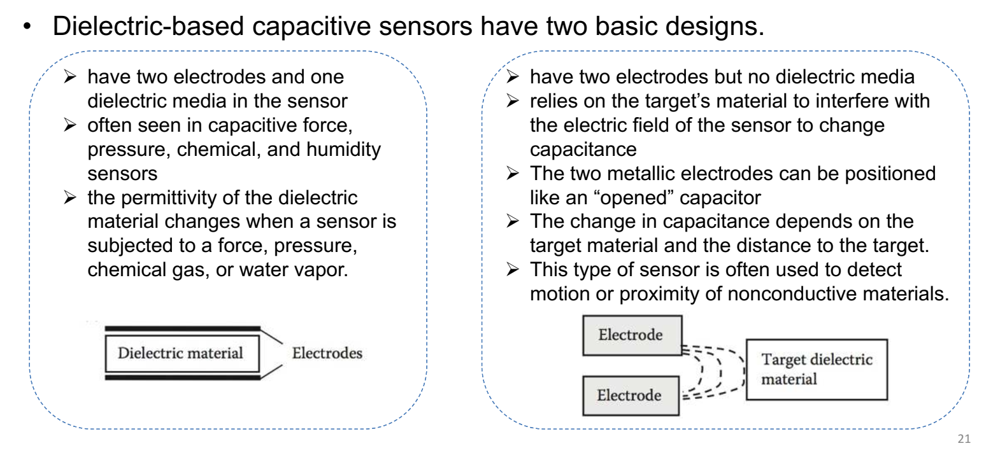 • Dielectric-based capacitive sensors have two basic designs.
➢ have two electrodes and one
dielectric media in the sensor
➢ often seen in capacitive force,
pressure, chemical, and humidity
sensors
➢ the permittivity of the dielectric
material changes when a sensor is
subjected to a force, pressure,
chemical gas, or water vapor.
Dielectric material
Electrodes
➢ have two electrodes but no dielectric media
➢ relies on the target’s material to interfere with
the electric field of the sensor to change
capacitance
➢ The two metallic electrodes can be positioned
like an “opened” capacitor
➢ The change in capacitance depends on the
target material and the distance to the target.
➢ This type of sensor is often used to detect
motion or proximity of nonconductive materials.
Electrode
Electrode
Target dielectric
material
21